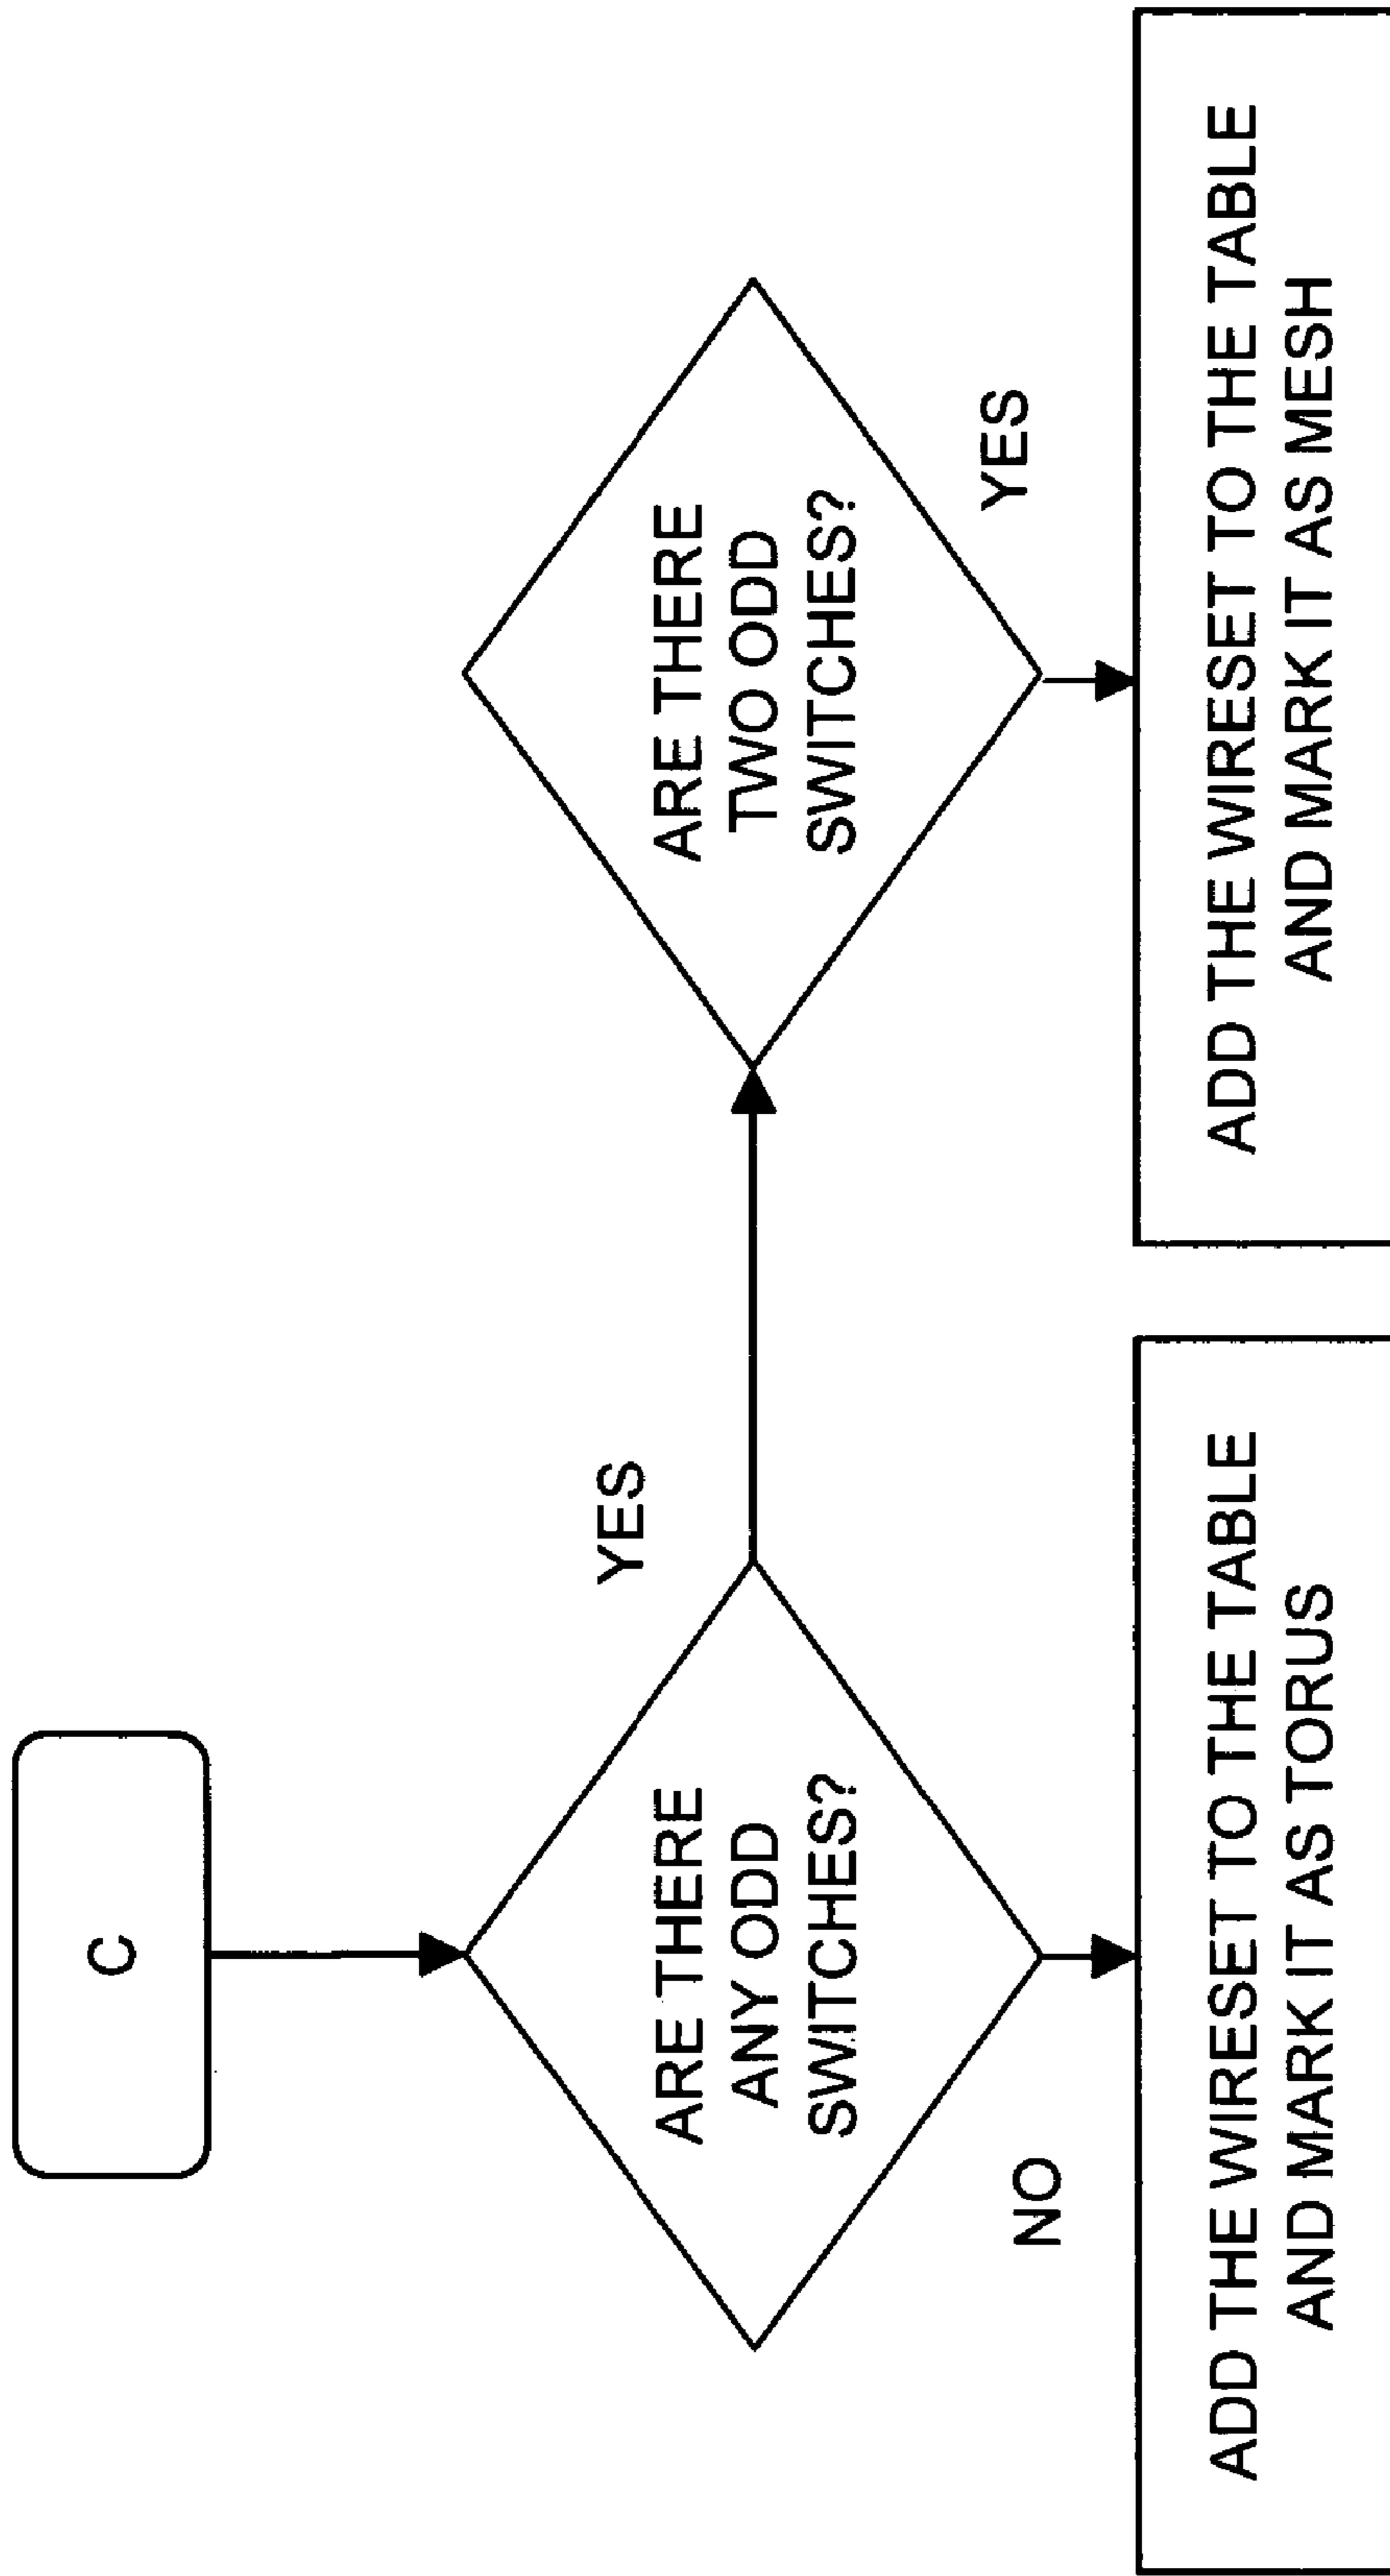 C
ARE THERE
ANY ODD
SWITCHES?
YES
NO
ARE THERE
TWO ODD
SWITCHES?
YES
ADD THE WIRESET TO THE TABLE
AND MARK IT AS TORUS
ADD THE WIRESET TO THE TABLE
AND MARK IT AS MESH